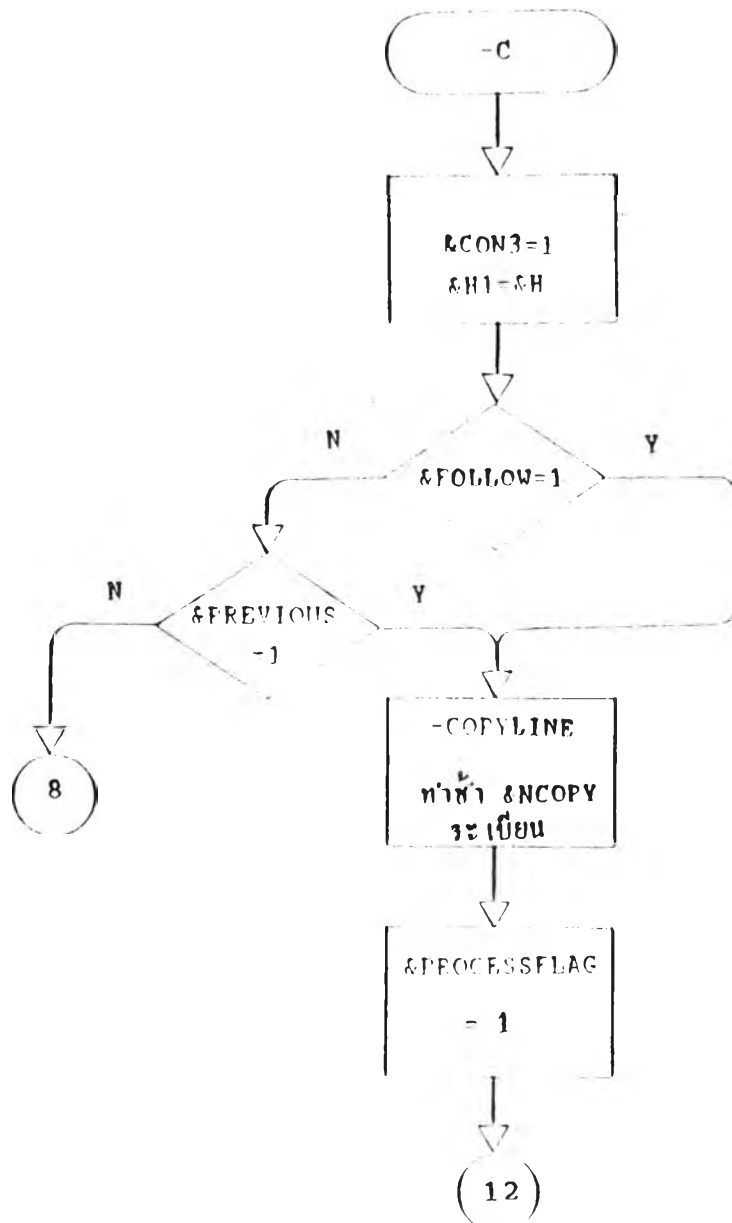 -C
&CON3=1
&H1=&H
N
Y
&FOLLOW=1
N
Y
&PREVIOUS
=1
-COPYLINE
8
ทำซ้ำ &NCOPY
ระเบียน
&PROCESSFLAG
= 1
12